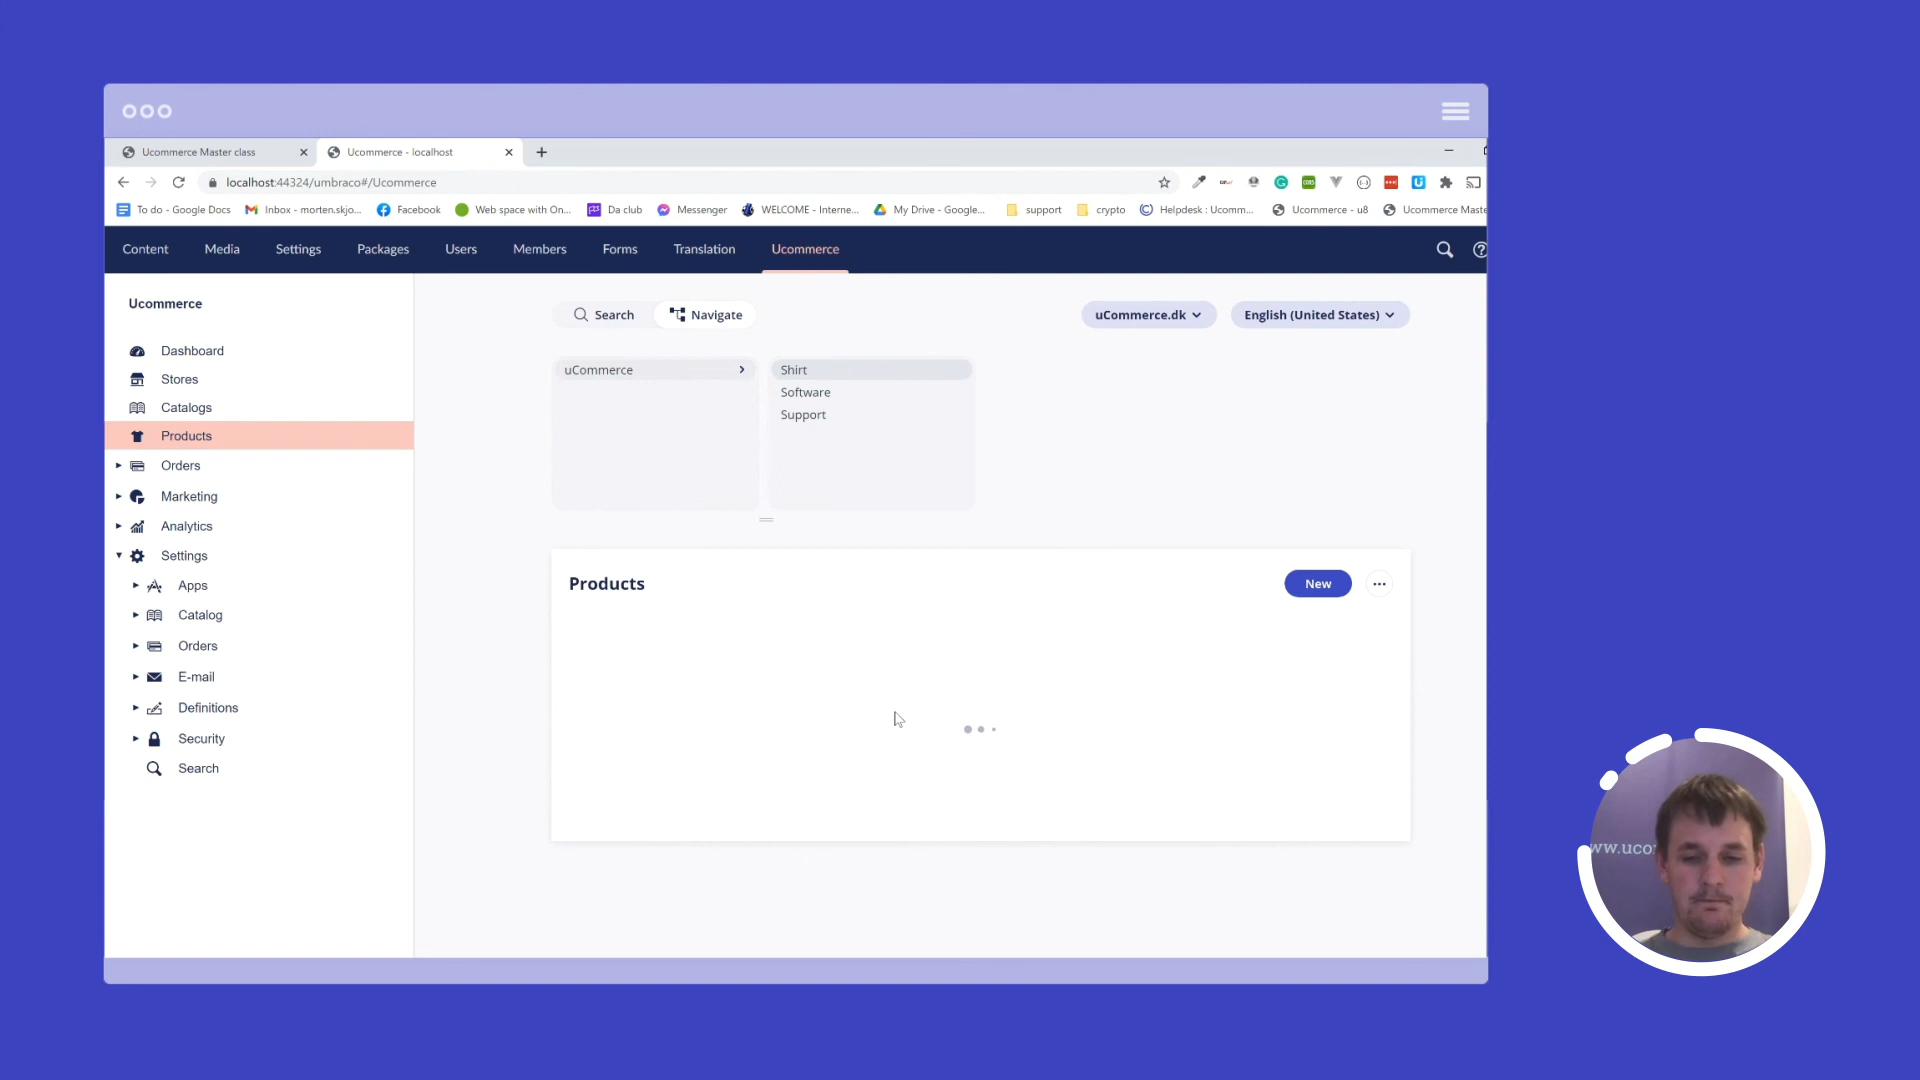 Ucommerce Master class
Ucommerce - localhost
localhost:44324/umbraco#/Ucommerce
To do - Google Docs
Inbox - morten.skjo...
Facebook
Web space with On...
Da club
Messenger
WELCOME - Interne...
My Drive - Google...
support
crypto
Helpdesk : Ucomm...
Ucommerce - u8
Ucommerce Maste
Content
Media
Settings
Packages
Users
Members
Forms
Translation
Ucommerce
Ucommerce
Dashboard
Stores
Catalogs
Products
Orders
Marketing
Analytics
Settings
Apps
Catalog
Orders
E-mail
Definitions
Security
Search
Search
Navigate
uCommerce.dk
English (United States)
uCommerce
Shirt
Software
Support
Products
New
ww.uco